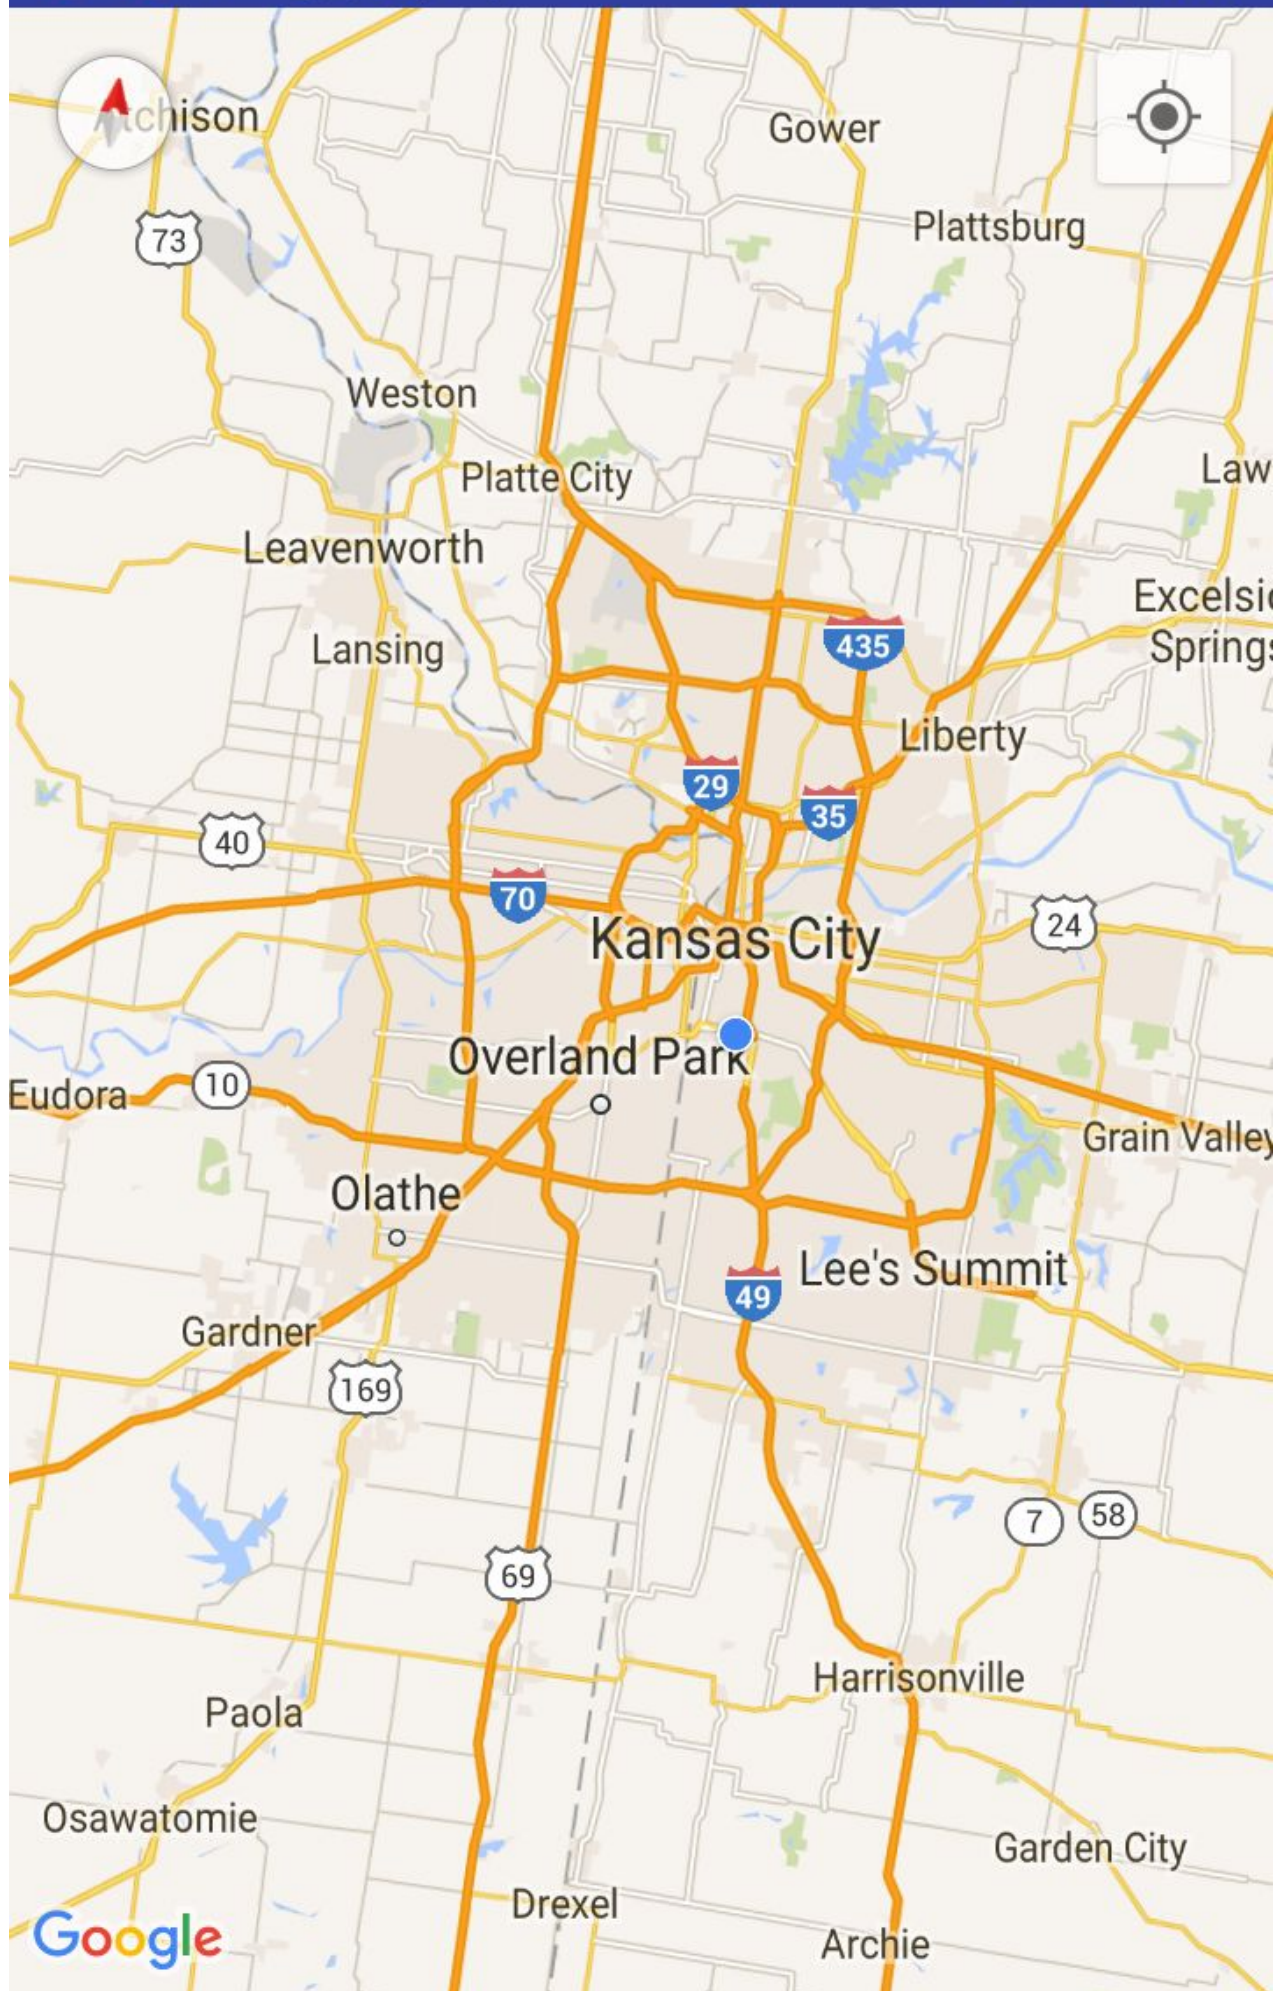 Gower
Plattsburg
73
Weston
Platte City
Leavenworth
Lansing
Excelsi
Springs
435
Liberty
29
35
40
70
24
Kansas City
Overland Park
Eudora
10
Grain Valley
Olathe
Lee's Summit
49
Gardner
169
7
58
69
Harrisonville
Paola
Osawatomie
Garden City
Drexel
Google
Archie